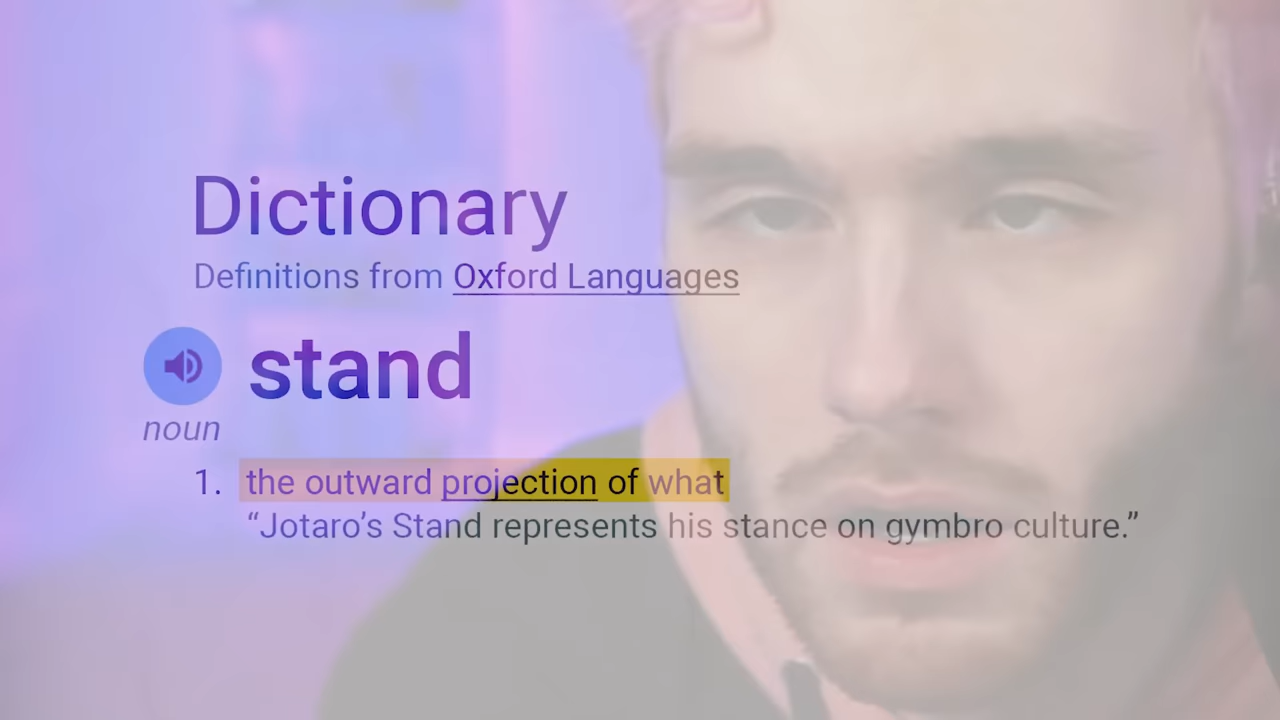 Dictionary
Definitions from Oxford Languages
stand
noun
1. the outward projection of what
“Jotaro’s Stand represents his stance on gymbro culture.”